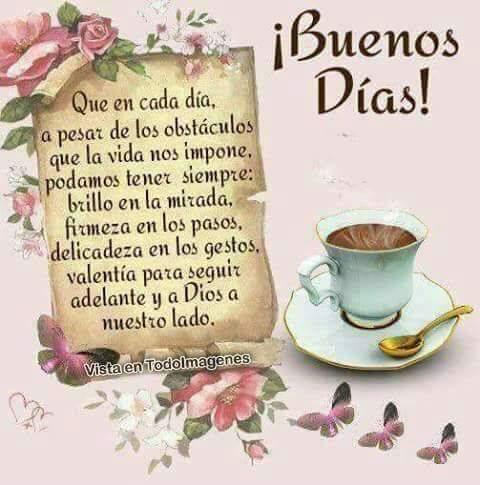 ¡Buenos
Días!
Que en cada día,
a pesar de los obstáculos
que la vida nos impone,
podamos tener siempre:
brillo en la mirada,
firmeza en los pasos,
delicadeza en los gestos,
valentía para seguir
adelante y a Dios a
nuestro lado.
Vista en TodoImagenes